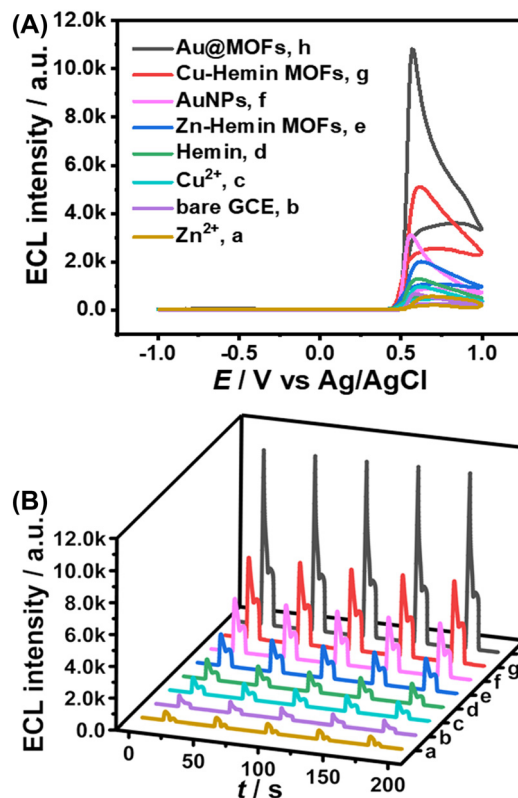 (A)
12.0k
10.0k
8.0k
6.0k
4.0k
2.0k
0.0
ECL intensity / a.u.
Au@MOFs, h
Cu-Hemin MOFs, g
AuNPs, f
Zn-Hemin MOFs, e
Hemin, d
Cu²⁺, c
bare GCE, b
Zn²⁺, a
-1.0 -0.5 0.0 0.5 1.0
E / V vs Ag/AgCl
(B)
12.0k
10.0k
8.0k
6.0k
4.0k
2.0k
0.0
ECL intensity / a.u.
g
f
e
d
c
b
a
0 50 100 150 200
t / s